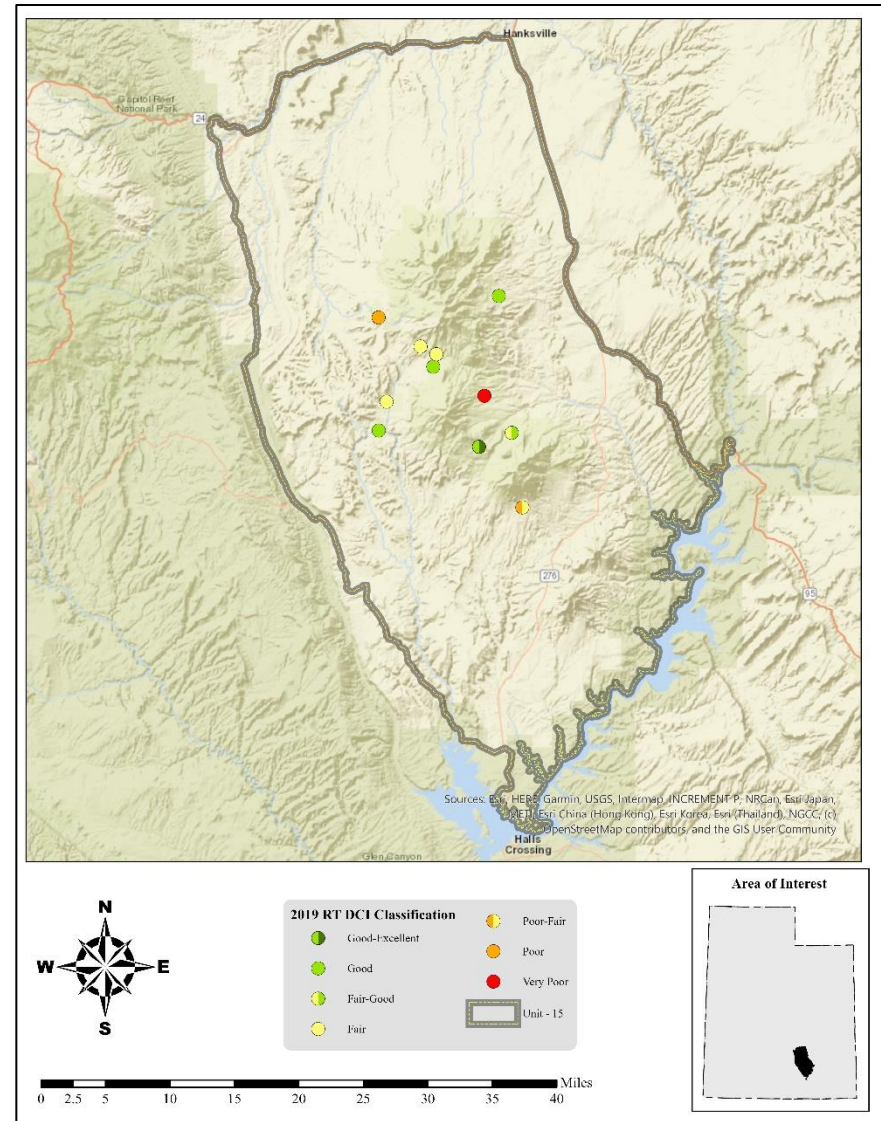 Hanksville
Capitol Reef
National Park
24
276
95
Sources: Esri, HERE, Garmin, USGS, Intermap, INCREMENT P, NRCan, Esri Japan,
METI, Esri China (Hong Kong), Esri Korea, Esri (Thailand), NGCC, (c)
OpenStreetMap contributors, and the GIS User Community
Halls
Crossing
Glen Canyon
N
W
E
S
2019 RT DCI Classification
Good-Excellent
Good
Fair-Good
Fair
Poor-Fair
Poor
Very Poor
Unit - 15
Area of Interest
Miles
0 2.5 5 10 15 20 25 30 35 40